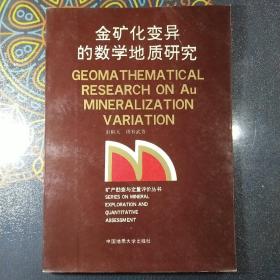 金矿化变异
的数学地质研究
GEOMATHEMATICAL
RESEARCH ON Au
MINERALIZATION
VARIATION
矿产勘查与定量评价丛书
SERIES ON MINERAL
EXPLORATION AND
QUANTITATIVE
ASSESSMENT
中国地质大学出版社